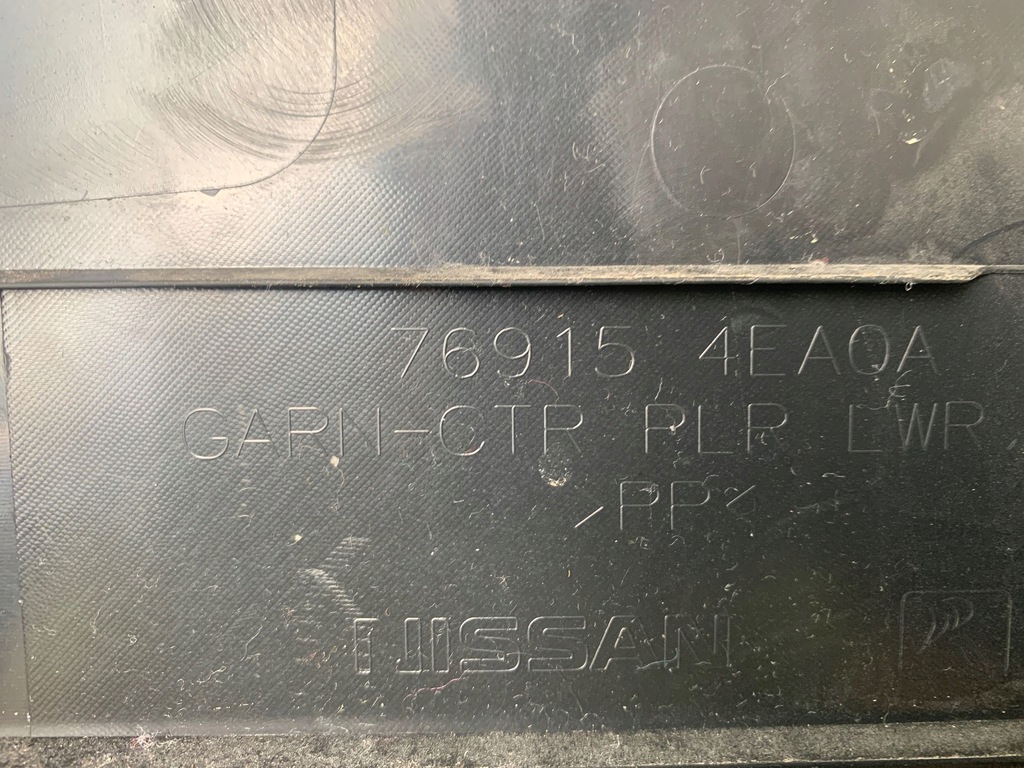 76915 4EA0A
GARN-CTR PLR LWR
>PP<
NISSAN